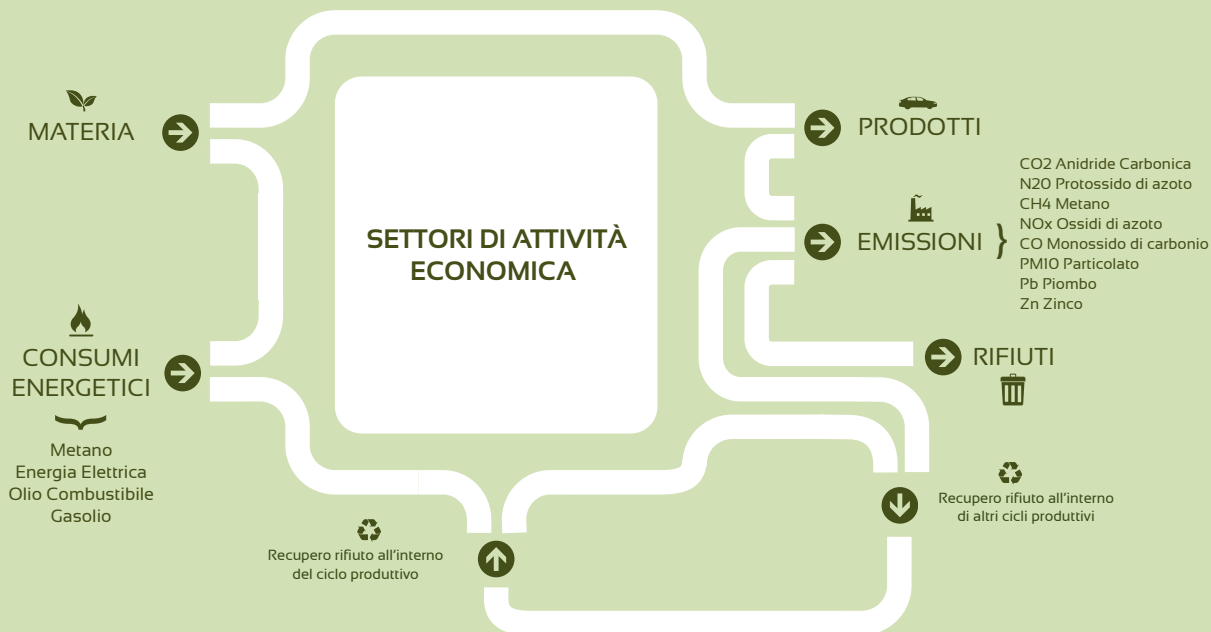 MATERIA
CONSUMI
ENERGETICI
Metano
Energia Elettrica
Olio Combustibile
Gasolio
SETTORI DI ATTIVITÀ
ECONOMICA
PRODOTTI
EMISSIONI
CO2 Anidride Carbonica
N20 Protossido di azoto
CH4 Metano
NOx Ossidi di azoto
CO Monossido di carbonio
PM10 Particolato
Pb Piombo
Zn Zinco
RIFIUTI
Recupero rifiuto all'interno
di altri cicli produttivi
Recupero rifiuto all'interno
del ciclo produttivo